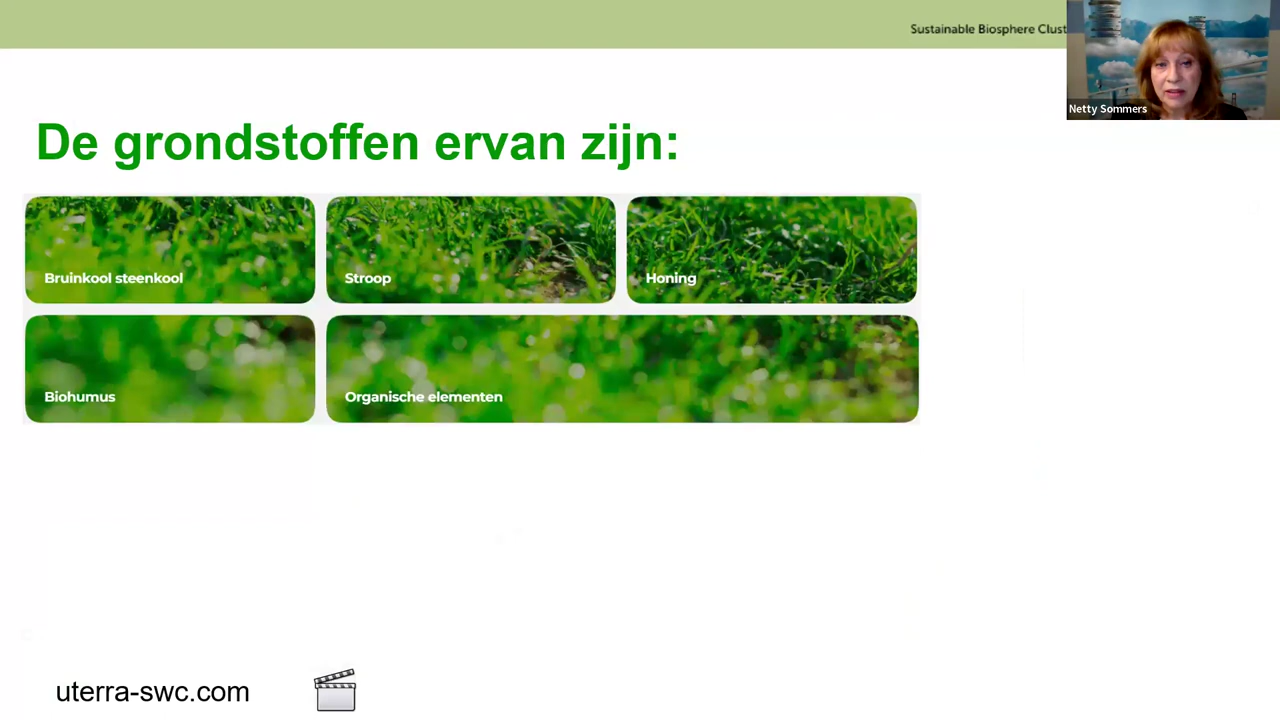 Sustainable Biosphere Clust
Netty Sommers
De grondstoffen ervan zijn:
Bruinkool steenkool
Stroop
Honing
Biohumus
Organische elementen
uterra-swc.com